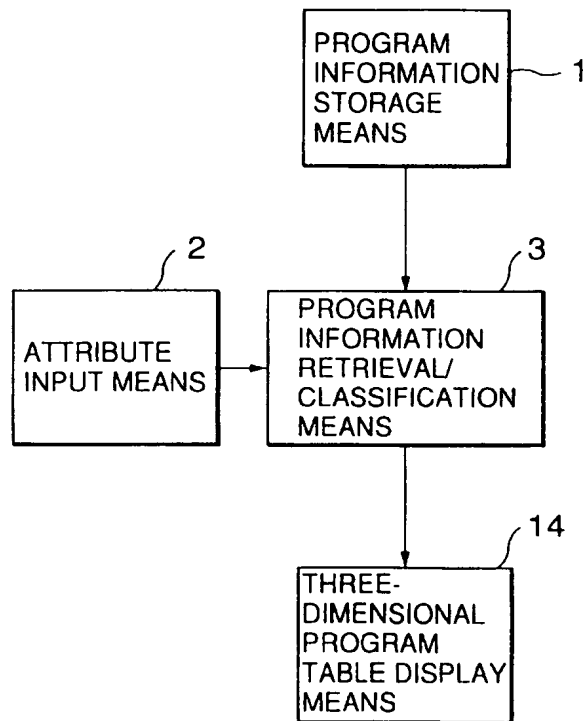 PROGRAM
INFORMATION
STORAGE
MEANS
1
2
ATTRIBUTE
INPUT MEANS
3
PROGRAM
INFORMATION
RETRIEVAL/
CLASSIFICATION
MEANS
14
THREE-
DIMENSIONAL
PROGRAM
TABLE DISPLAY
MEANS